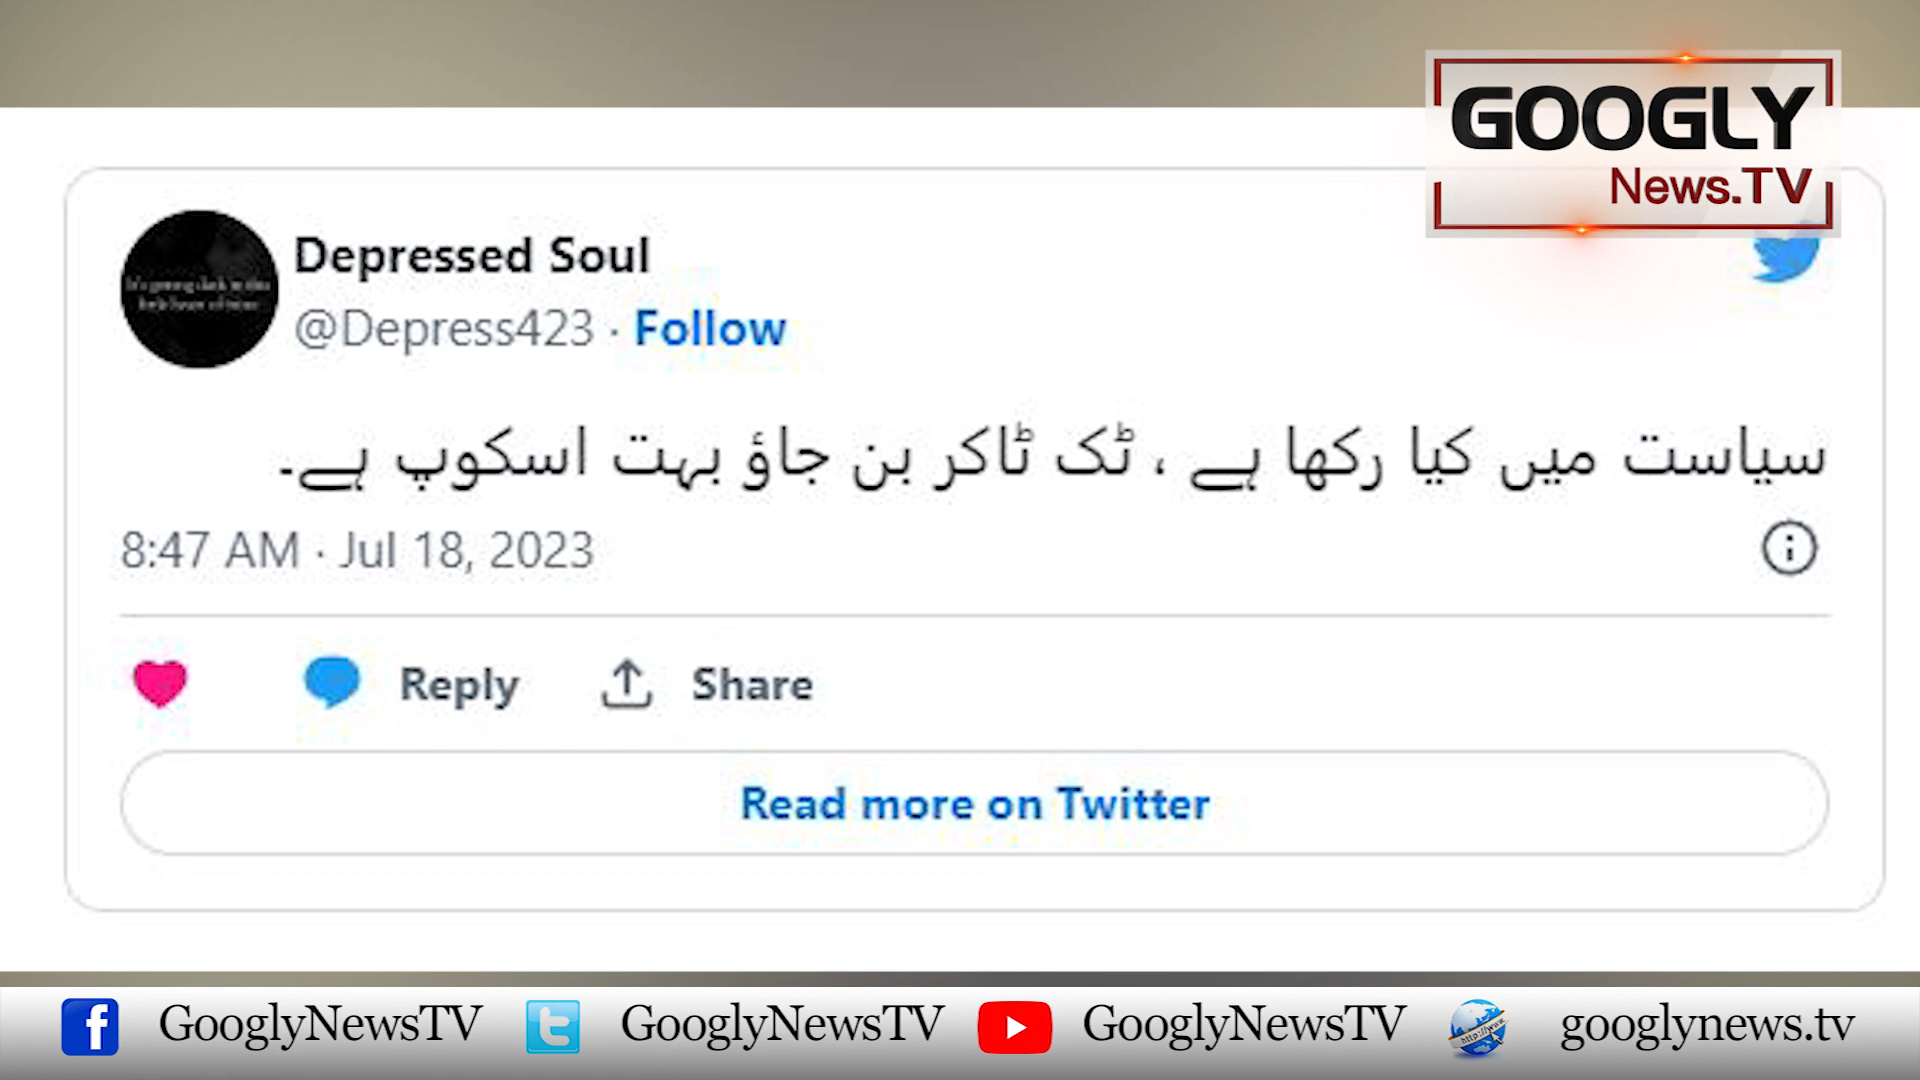 GOOGLY
News.TV
Depressed Soul
@Depress423 · Follow
سیاست میں کیا رکھا ہے ، ٹک ٹاکر بن جاؤ بہت اسکوپ ہے۔
8:47 AM · Jul 18, 2023
Reply
Share
Read more on Twitter
GooglyNewsTV
GooglyNewsTV
GooglyNewsTV
googlynews.tv